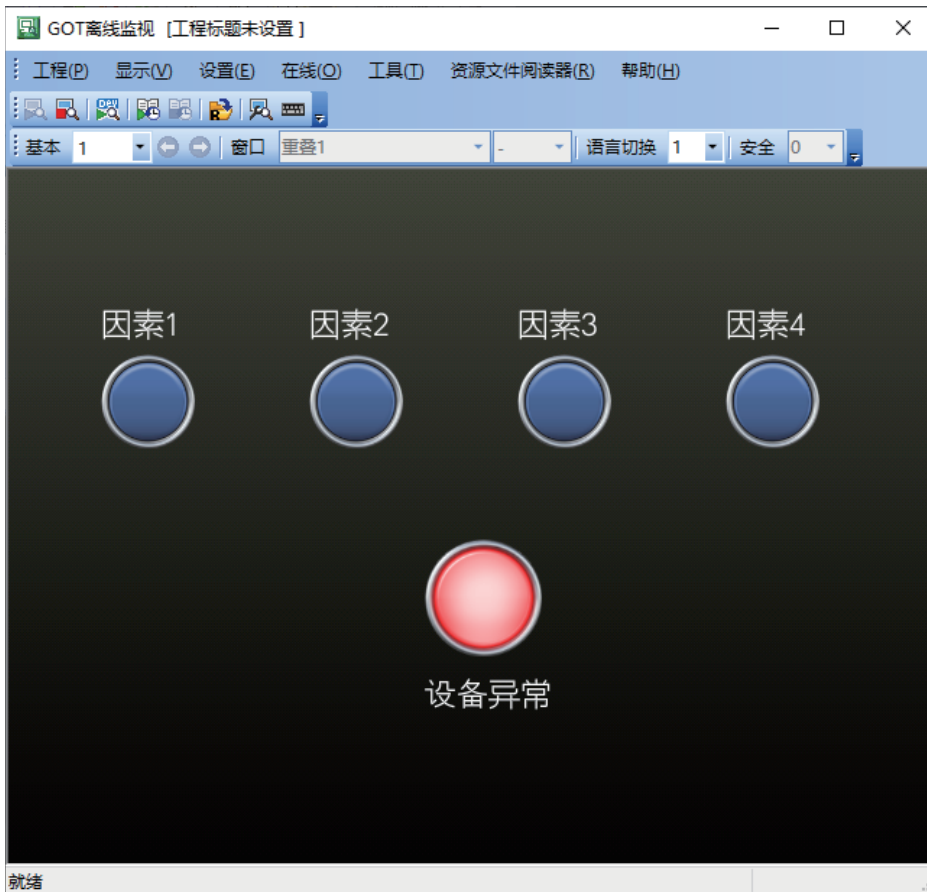 GOT离线监视 [工程标题未设置 ]
工程(P) 显示(V) 设置(E) 在线(O) 工具(T) 资源文件阅读器(R) 帮助(H)
DEV R
基本 1 窗口 重叠1 - 语言切换 1 安全 0
因素1 因素2 因素3 因素4
设备异常
就绪